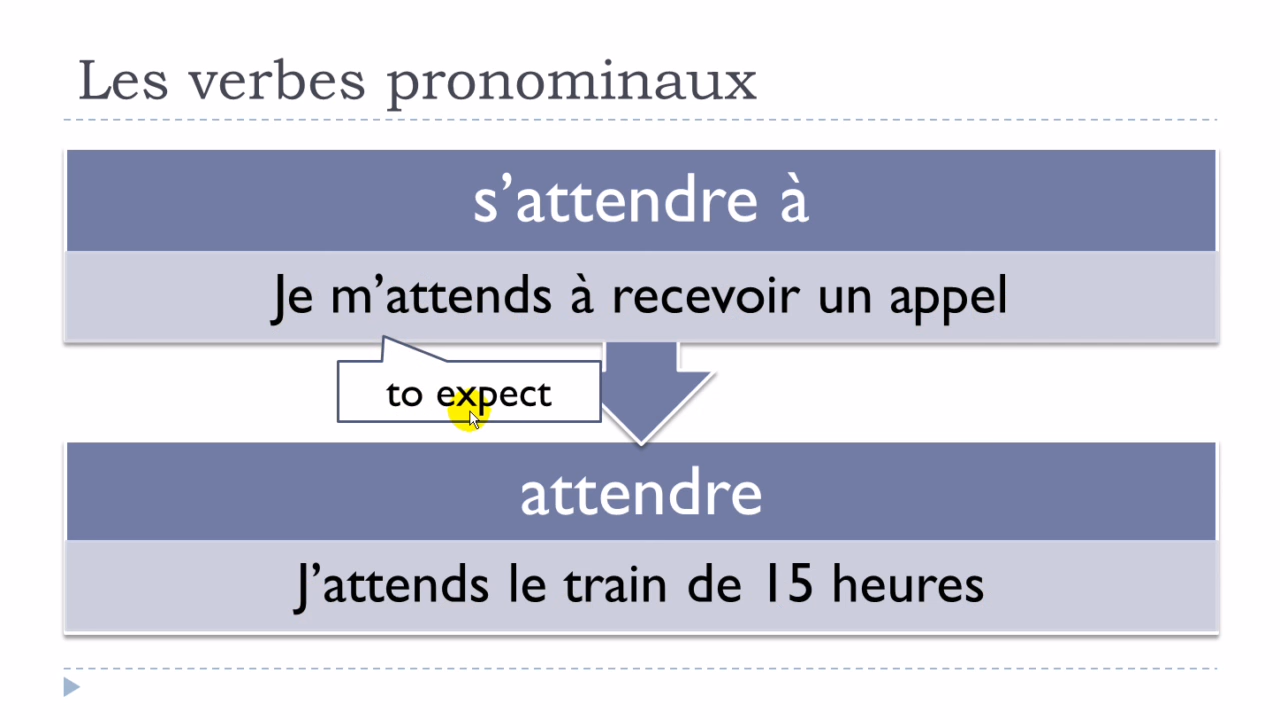 Les verbes pronominaux
s’attendre à
Je m’attends à recevoir un appel
to expect
attendre
J’attends le train de 15 heures